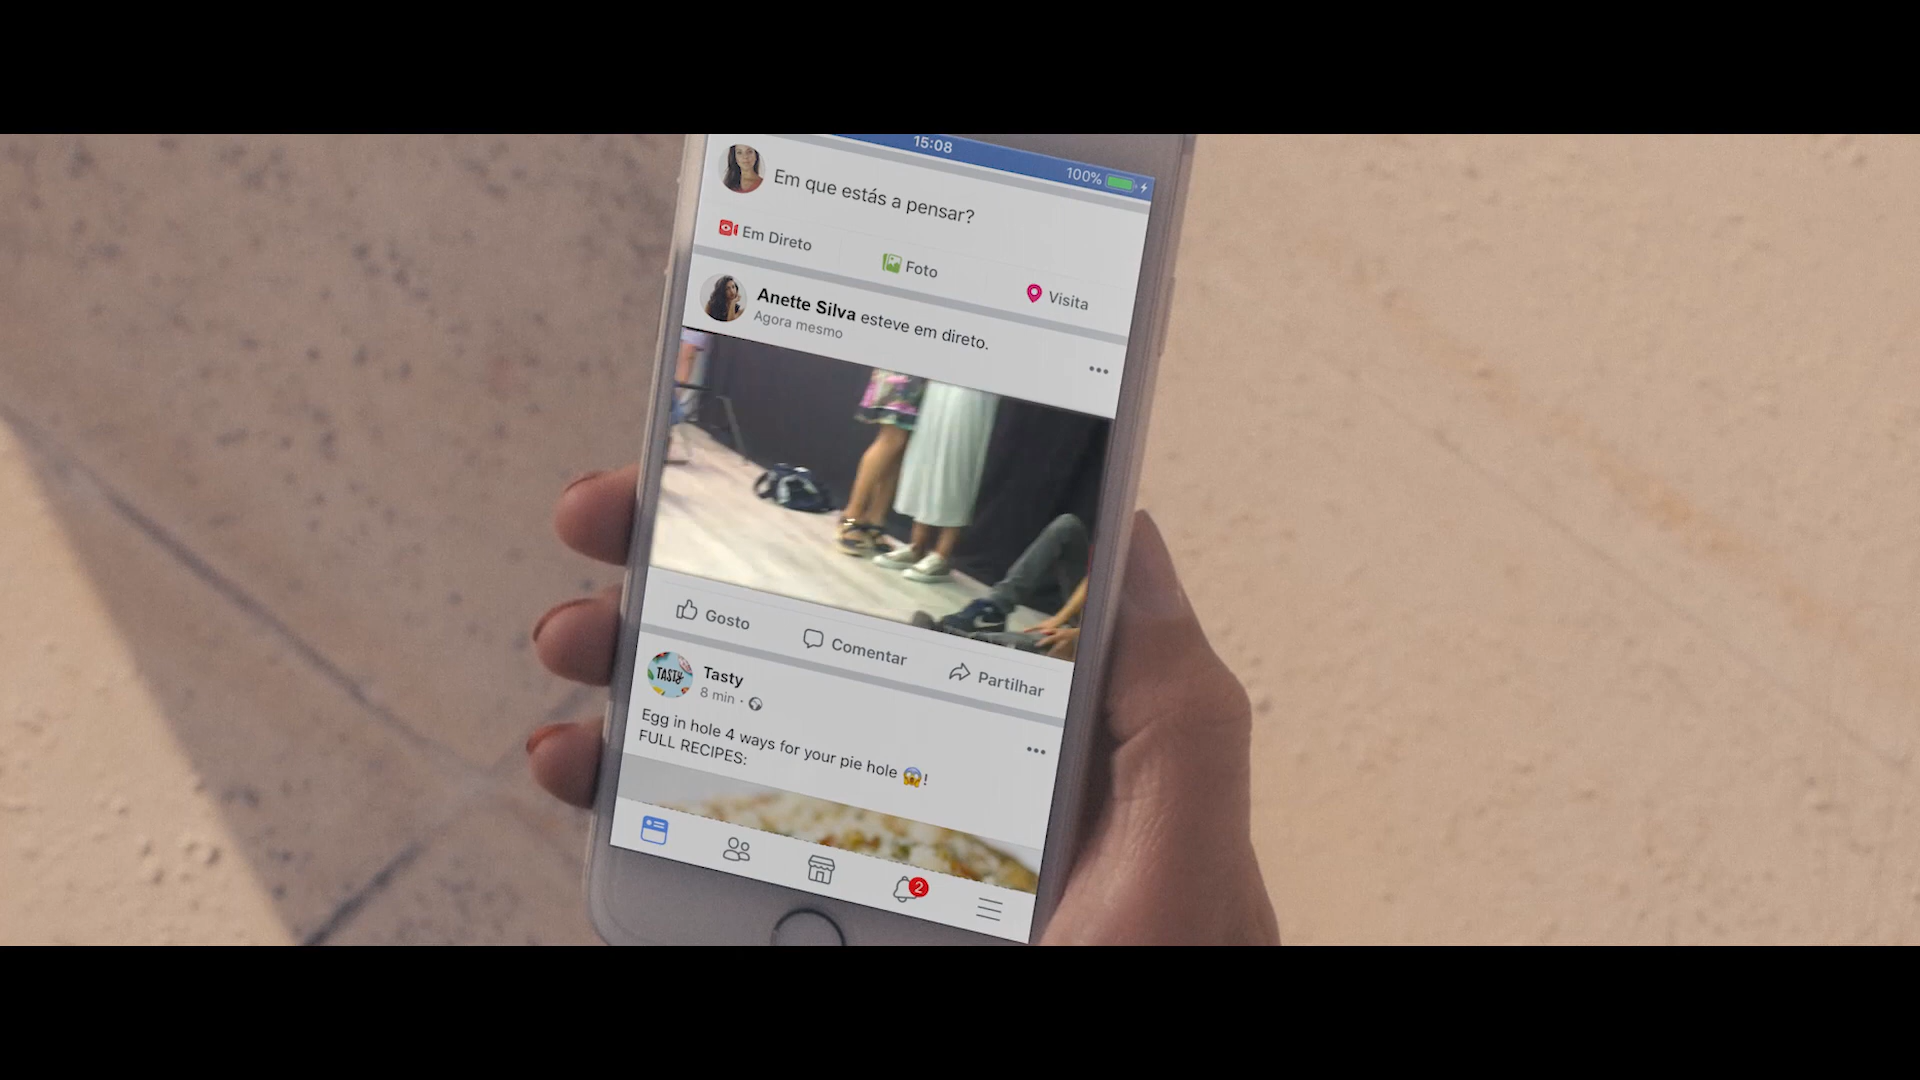 15:08
100%
Em que estás a pensar?
Em Direto
Foto
Visita
Anette Silva esteve em direto.
Agora mesmo
Gosto
Comentar
Partilhar
TASTY
Tasty
8 min ·
Egg in hole 4 ways for your pie hole 😱!
FULL RECIPES:
2